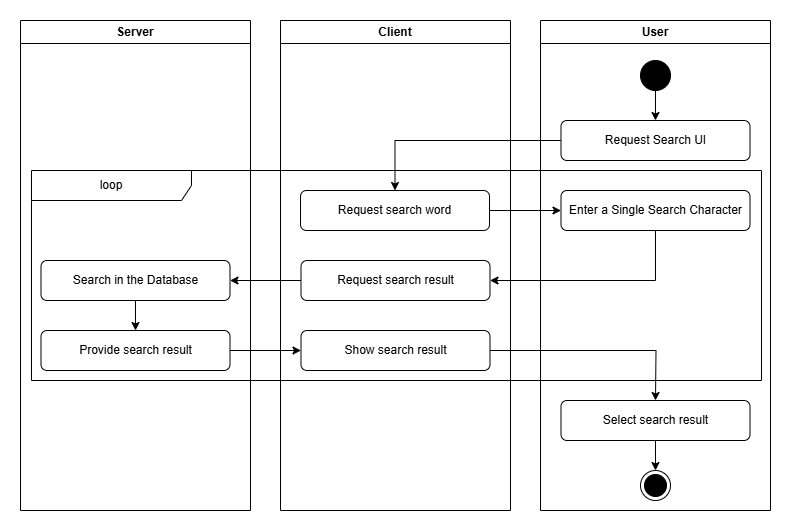 Server
Client
User
Request Search UI
loop
Request search word
Enter a Single Search Character
Search in the Database
Request search result
Provide search result
Show search result
Select search result